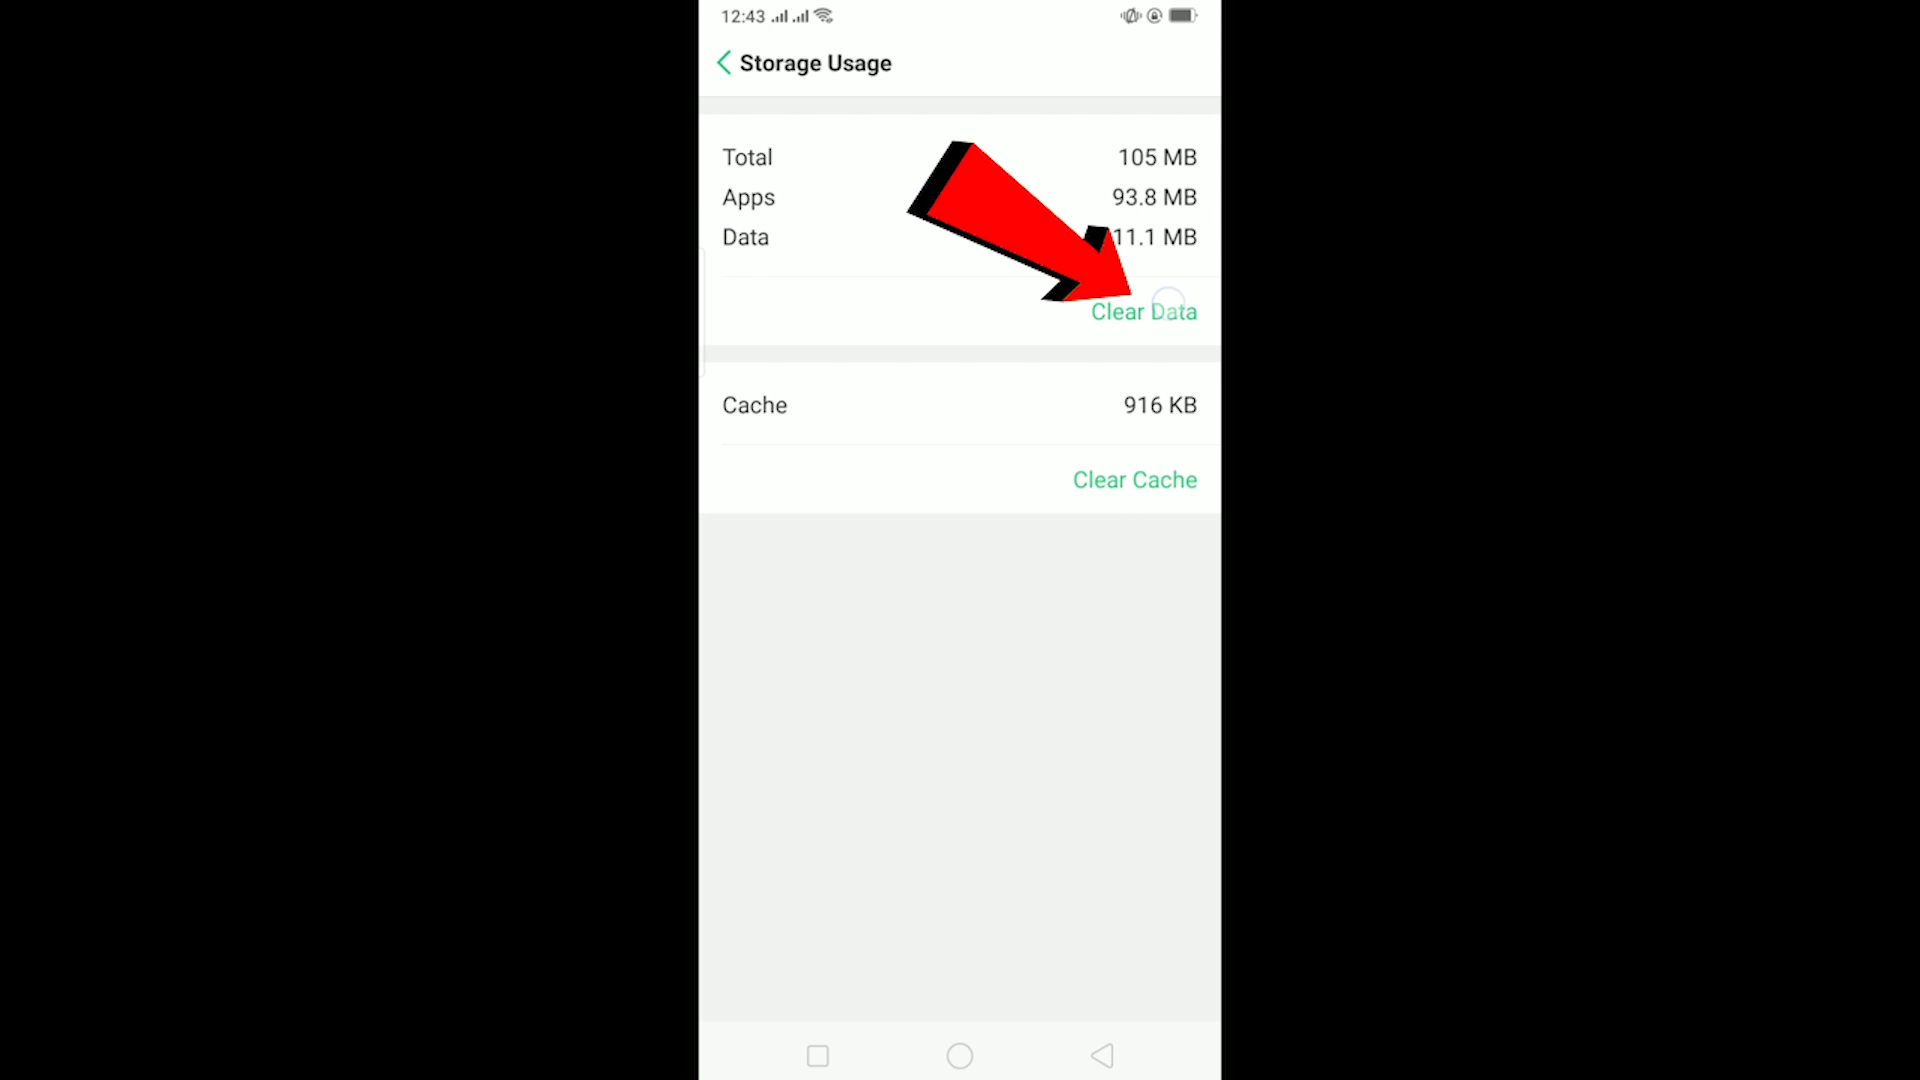 12:43
Storage Usage
Total 105 MB
Apps 93.8 MB
Data 11.1 MB
Clear Data
Cache 916 KB
Clear Cache